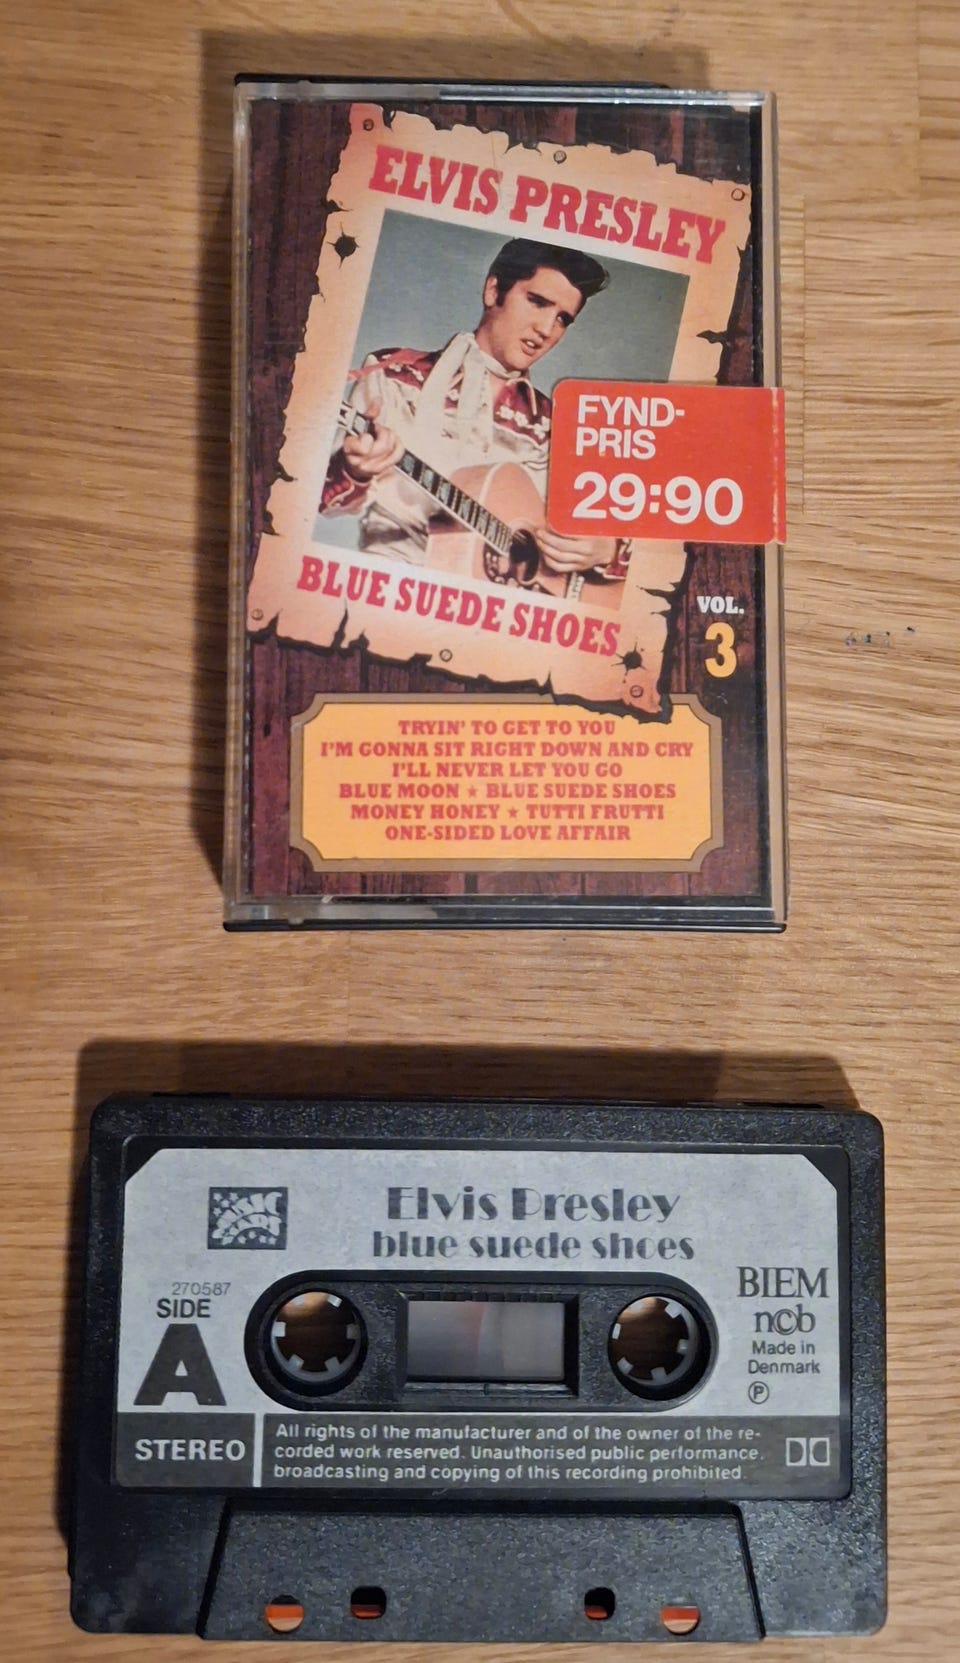 ELVIS PRESLEY
FYND-
PRIS
29:90
BLUE SUEDE SHOES
VOL.
3
TRYIN' TO GET TO YOU
I'M GONNA SIT RIGHT DOWN AND CRY
I'LL NEVER LET YOU GO
BLUE MOON ★ BLUE SUEDE SHOES
MONEY HONEY ★ TUTTI FRUTTI
ONE-SIDED LOVE AFFAIR
MUSIC
Elvis Presley
blue suede shoes
270587
SIDE
A
BIEM
n©b
Made in
Denmark
Ⓟ
STEREO
All rights of the manufacturer and of the owner of the re-
corded work reserved. Unauthorised public performance.
broadcasting and copying of this recording prohibited.